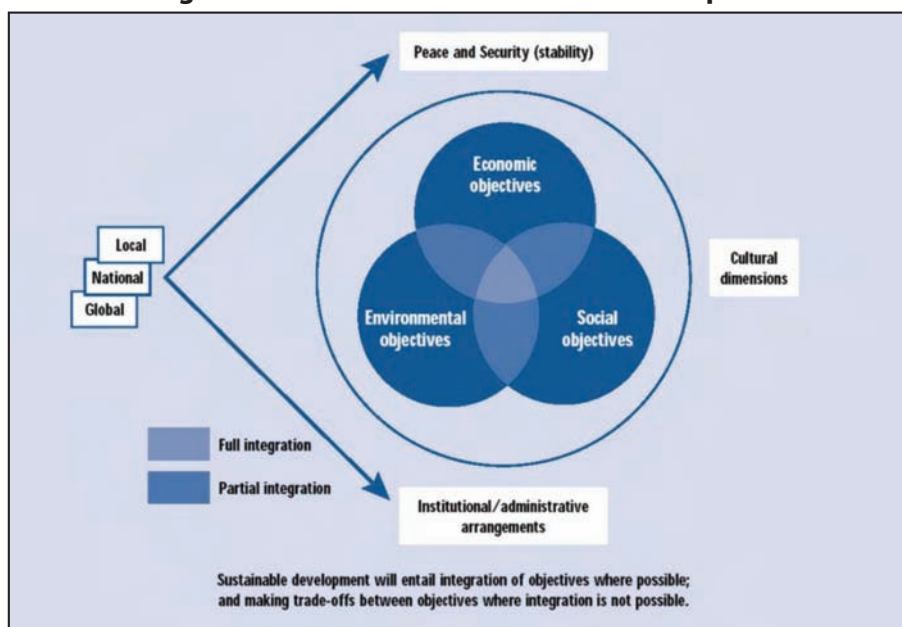 Peace and Security (stability)
Economic
objectives
Local
National
Global
Cultural
dimensions
Environmental
objectives
Social
objectives
Full integration
Partial integration
Institutional/administrative
arrangements
Sustainable development will entail integration of objectives where possible;
and making trade-offs between objectives where integration is not possible.